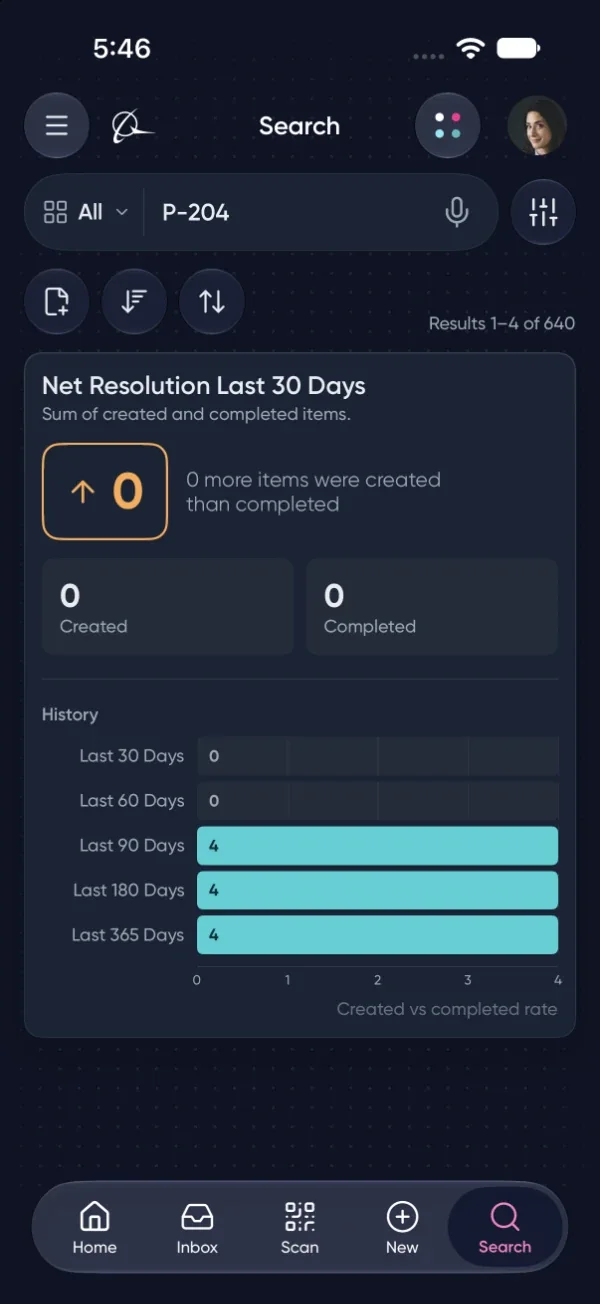 5:46
Search
All
P-204
Results 1–4 of 640
Net Resolution Last 30 Days
Sum of created and completed items.
↑ 0
0 more items were created
than completed
0
Created
0
Completed
History
Last 30 Days 0
Last 60 Days 0
Last 90 Days 4
Last 180 Days 4
Last 365 Days 4
0 1 2 3 4
Created vs completed rate
Home Inbox Scan New Search